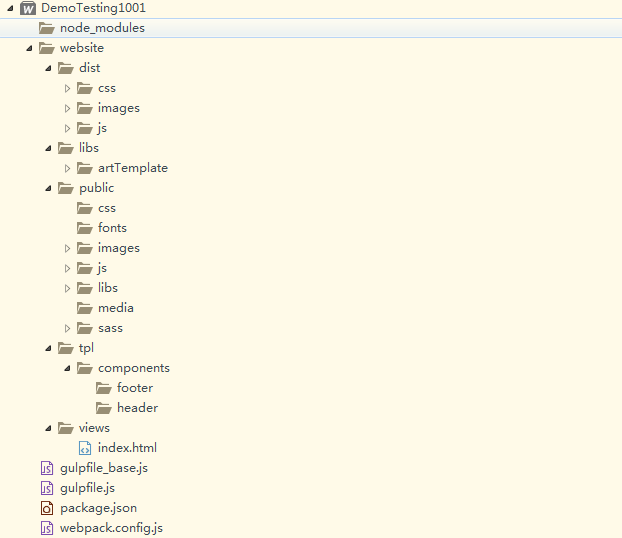 DemoTesting1001
node_modules
website
dist
css
images
js
libs
artTemplate
public
css
fonts
images
js
libs
media
sass
tpl
components
footer
header
views
index.html
gulpfile_base.js
gulpfile.js
package.json
webpack.config.js